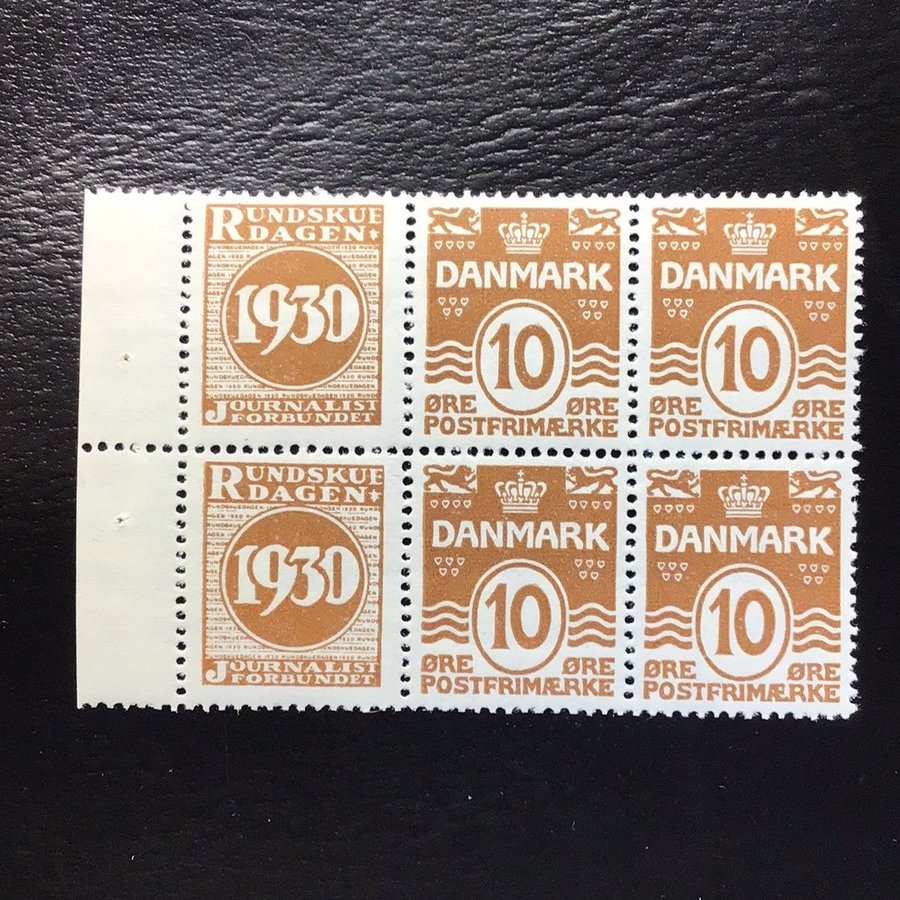 RUNDSKUE
DAGEN
1930
JOURNALIST
FORBUNDET
DANMARK
10
ØRE ØRE
POSTFRIMÆRKE
DANMARK
10
ØRE ØRE
POSTFRIMÆRKE
RUNDSKUE
DAGEN
1930
JOURNALIST
FORBUNDET
DANMARK
10
ØRE ØRE
POSTFRIMÆRKE
DANMARK
10
ØRE ØRE
POSTFRIMÆRKE